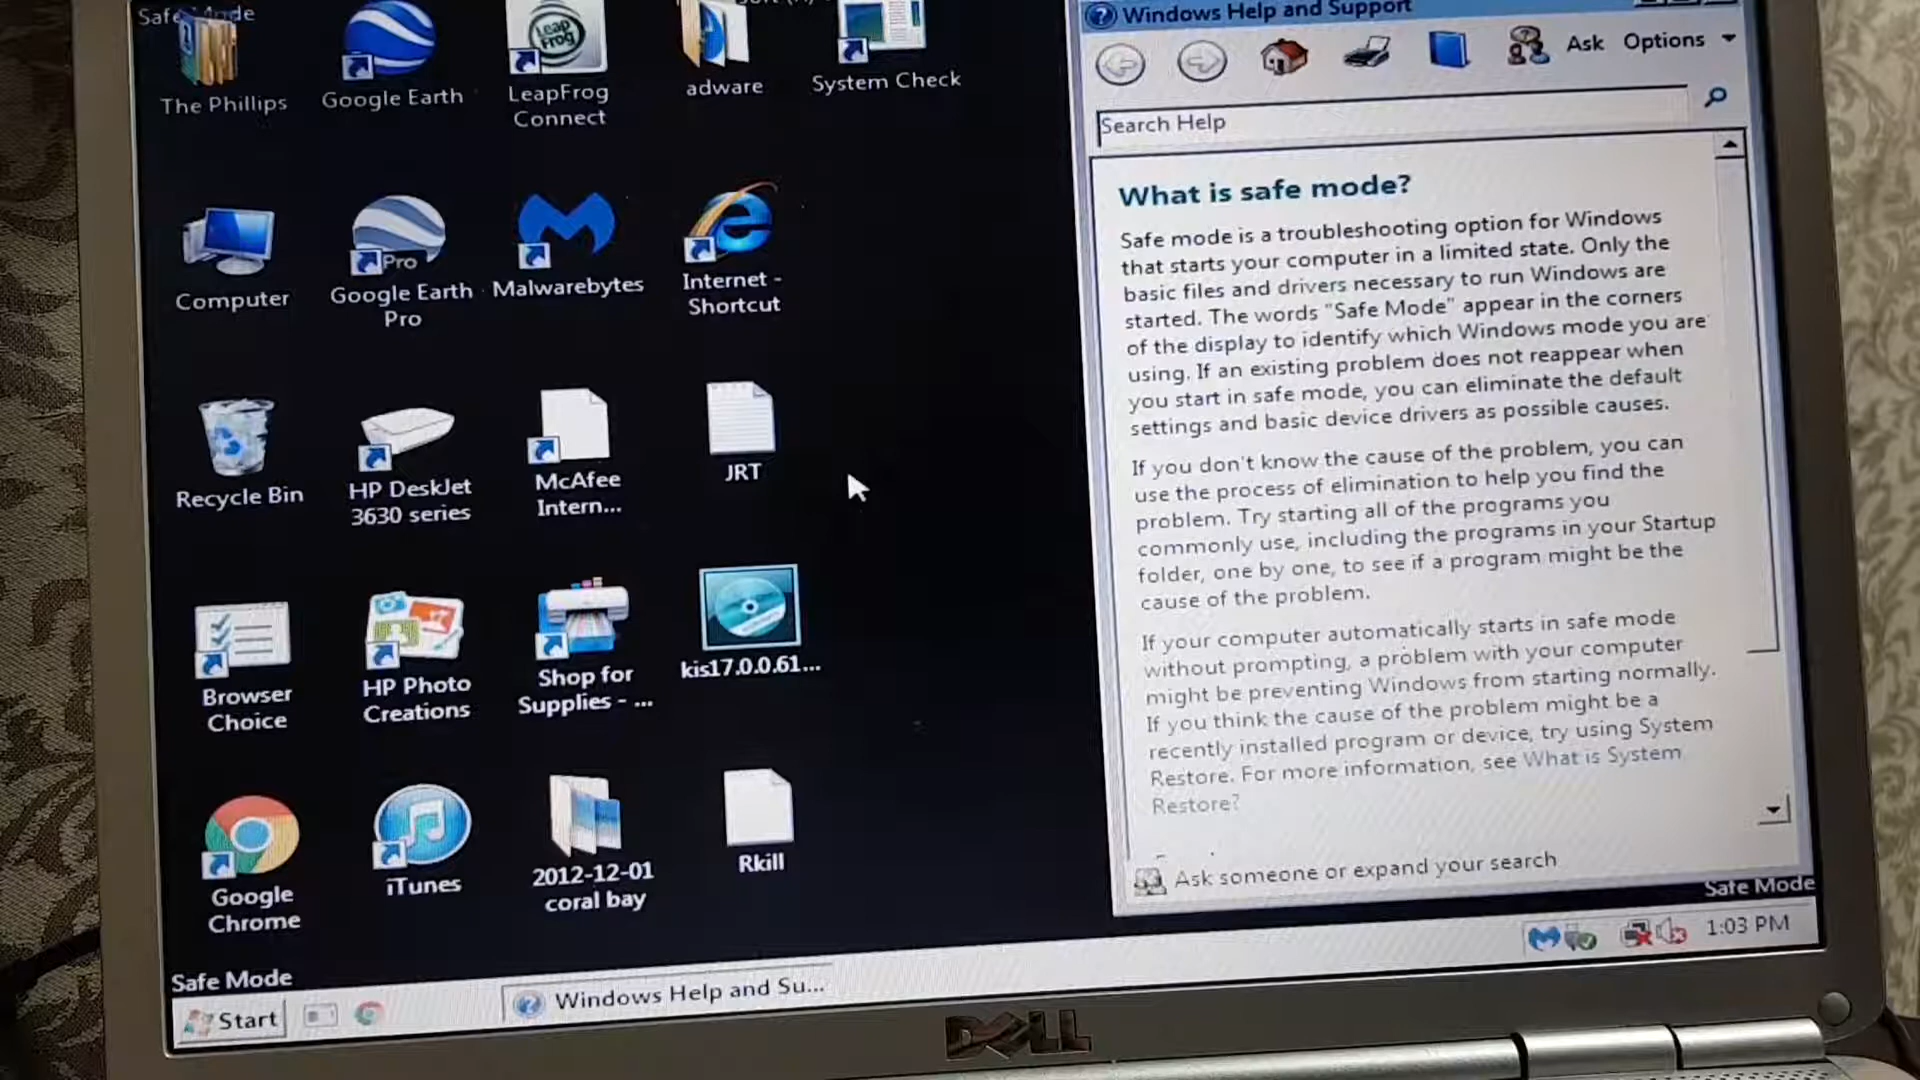 Safe Mode
The Phillips
Google Earth
Leap
Frog
LeapFrog
Connect
adware
System Check
Computer
Pro
Google Earth
Pro
Malwarebytes
Internet -
Shortcut
Recycle Bin
HP DeskJet
3630 series
McAfee
Intern...
JRT
Browser
Choice
HP Photo
Creations
Shop for
Supplies - ...
kis17.0.0.61...
Google
Chrome
iTunes
2012-12-01
coral bay
Rkill
Windows Help and Support
Ask Options
Search Help
What is safe mode?
Safe mode is a troubleshooting option for Windows
that starts your computer in a limited state. Only the
basic files and drivers necessary to run Windows are
started. The words "Safe Mode" appear in the corners
of the display to identify which Windows mode you are
using. If an existing problem does not reappear when
you start in safe mode, you can eliminate the default
settings and basic device drivers as possible causes.
If you don't know the cause of the problem, you can
use the process of elimination to help you find the
problem. Try starting all of the programs you
commonly use, including the programs in your Startup
folder, one by one, to see if a program might be the
cause of the problem.
If your computer automatically starts in safe mode
without prompting, a problem with your computer
might be preventing Windows from starting normally.
If you think the cause of the problem might be a
recently installed program or device, try using System
Restore. For more information, see What is System
Restore?
Ask someone or expand your search
Safe Mode
Safe Mode
Start
Windows Help and Su...
1:03 PM
DELL